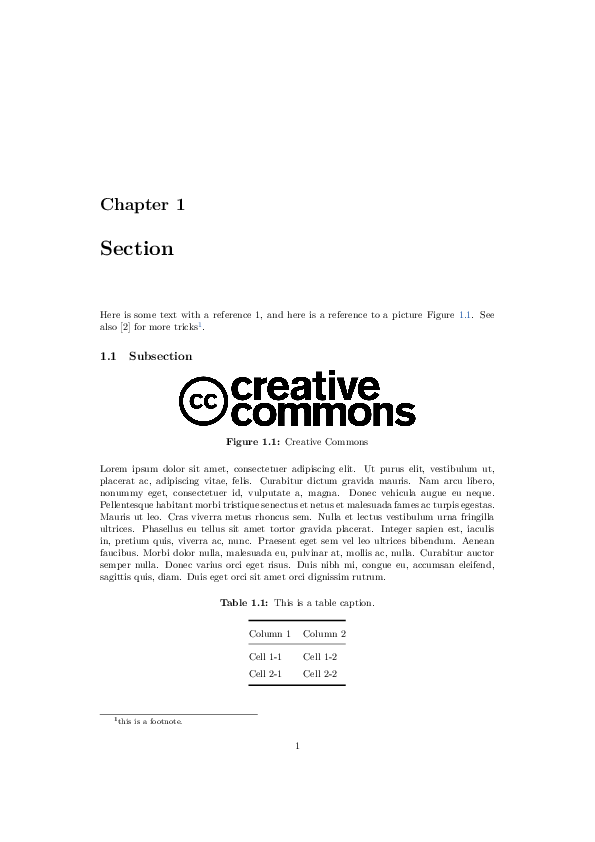 Chapter 1
Section
Here is some text with a reference 1, and here is a reference to a picture Figure 1.1. See
also [2] for more tricks1.
1.1 Subsection
cc creative
commons
Figure 1.1: Creative Commons
Lorem ipsum dolor sit amet, consectetuer adipiscing elit. Ut purus elit, vestibulum ut,
placerat ac, adipiscing vitae, felis. Curabitur dictum gravida mauris. Nam arcu libero,
nonummy eget, consectetuer id, vulputate a, magna. Donec vehicula augue eu neque.
Pellentesque habitant morbi tristique senectus et netus et malesuada fames ac turpis egestas.
Mauris ut leo. Cras viverra metus rhoncus sem. Nulla et lectus vestibulum urna fringilla
ultrices. Phasellus eu tellus sit amet tortor gravida placerat. Integer sapien est, iaculis
in, pretium quis, viverra ac, nunc. Praesent eget sem vel leo ultrices bibendum. Aenean
faucibus. Morbi dolor nulla, malesuada eu, pulvinar at, mollis ac, nulla. Curabitur auctor
semper nulla. Donec varius orci eget risus. Duis nibh mi, congue eu, accumsan eleifend,
sagittis quis, diam. Duis eget orci sit amet orci dignissim rutrum.
Table 1.1: This is a table caption.
Column 1 Column 2
Cell 1-1 Cell 1-2
Cell 2-1 Cell 2-2
1this is a footnote.
1